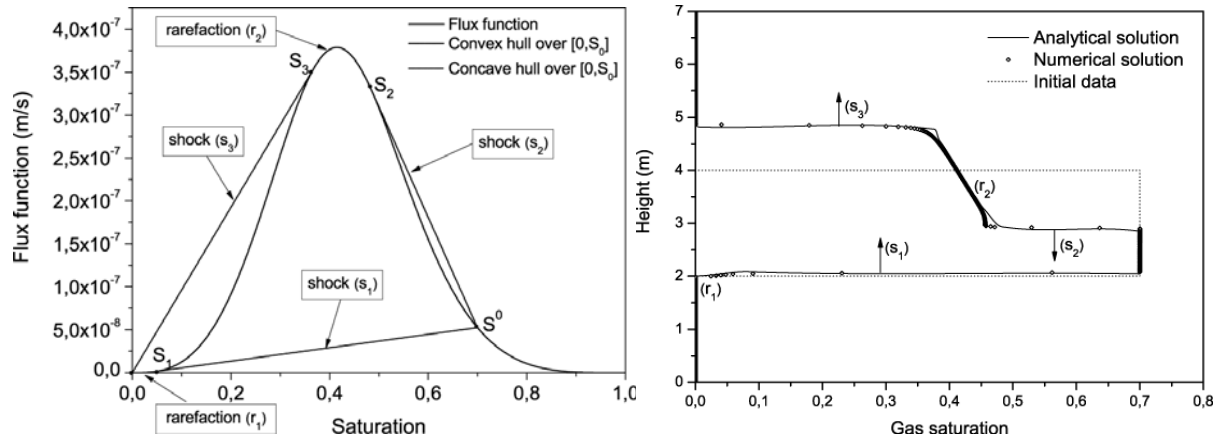 4,0x10⁻⁷
3,5x10⁻⁷
3,0x10⁻⁷
2,5x10⁻⁷
2,0x10⁻⁷
1,5x10⁻⁷
1,0x10⁻⁷
5,0x10⁻⁸
0,0
Flux function (m/s)
rarefaction (r₂)
Flux function
Convex hull over [0,S₀]
Concave hull over [0,S₀]
S₃
S₂
shock (s₃)
shock (s₂)
shock (s₁)
S⁰
S₁
0,0 0,2 0,4 0,6 0,8 1,0
rarefaction (r₁)
Saturation
7
6
5
4
3
2
1
0
Height (m)
Analytical solution
Numerical solution
Initial data
(s₃)
(r₂)
(s₁)
(s₂)
(r₁)
0,0 0,1 0,2 0,3 0,4 0,5 0,6 0,7 0,8
Gas saturation